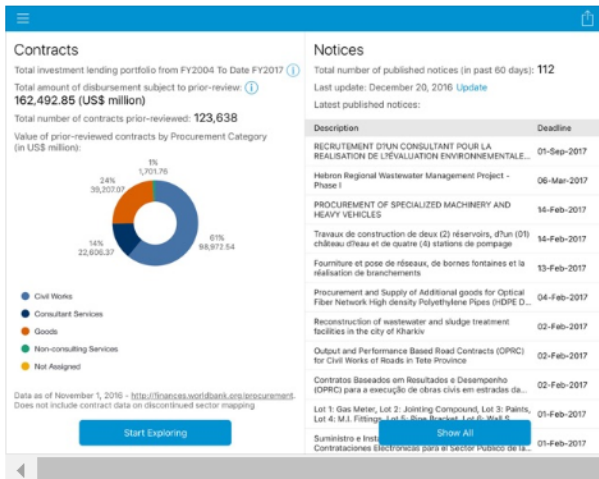 Contracts
Total investment lending portfolio from FY2004 To Date FY2017
Total amount of disbursement subject to prior-review:
162,492.85 (US$ million)
Total number of contracts prior-reviewed: 123,638
Value of prior-reviewed contracts by Procurement Category
(in US$ million):
1%
1,701.76
24%
39,207.07
61%
98,972.54
14%
22,606.37
Civil Works
Consultant Services
Goods
Non-consulting Services
Not Assigned
Data as of November 1, 2016 - http://finances.worldbank.org/procurement.
Does not include contract data on discontinued sector mapping
Start Exploring
Notices
Total number of published notices (in past 60 days): 112
Last update: December 20, 2016 Update
Latest published notices:
Description Deadline
RECRUTEMENT D?UN CONSULTANT POUR LA
REALISATION DE L?ÉVALUATION ENVIRONNEMENTALE... 01-Sep-2017
Hebron Regional Wastewater Management Project -
Phase I 06-Mar-2017
PROCUREMENT OF SPECIALIZED MACHINERY AND
HEAVY VEHICLES 14-Feb-2017
Travaux de construction de deux (2) réservoirs, d?un (01)
château d?eau et de quatre (4) stations de pompage 14-Feb-2017
Fourniture et pose de réseaux, de bornes fontaines et la
réalisation de branchements 13-Feb-2017
Procurement and Supply of Additional goods for Optical
Fiber Network High density Polyethylene Pipes (HDPE D... 04-Feb-2017
Reconstruction of wastewater and sludge treatment
facilities in the city of Kharkiv 02-Feb-2017
Output and Performance Based Road Contracts (OPRC)
for Civil Works of Roads in Tete Province 02-Feb-2017
Contratos Baseados em Resultados e Desempenho
(OPRC) para a execução de obras civis em estradas da... 02-Feb-2017
Lot 1: Gas Meter, Lot 2: Jointing Compound, Lot 3: Paints,
Lot 4: M.I. Fittings, Lot 5: Pipe Bracket, Lot 6: Wall S... 01-Feb-2017
Suministro e
Contrataciones Electrónicas para el Sector Público de la... 01-Feb-2017
Show All